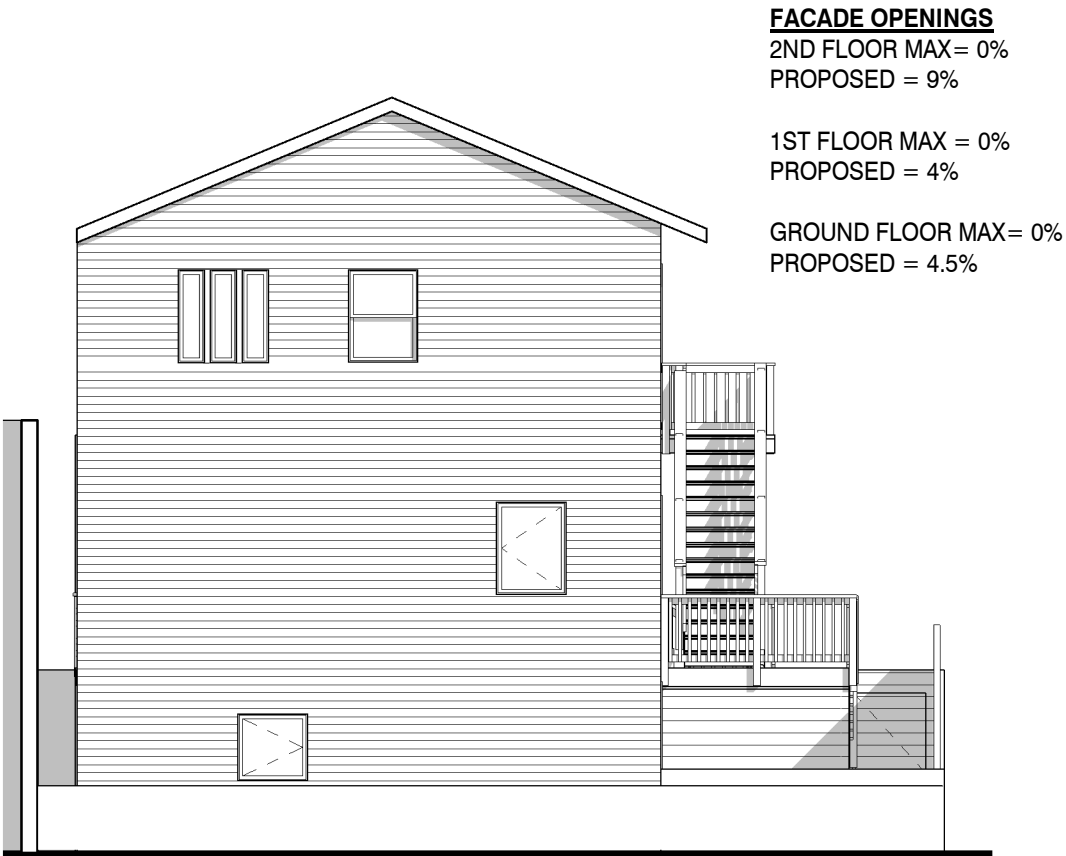 FACADE OPENINGS
2ND FLOOR MAX= 0%
PROPOSED = 9%
1ST FLOOR MAX = 0%
PROPOSED = 4%
GROUND FLOOR MAX= 0%
PROPOSED = 4.5%